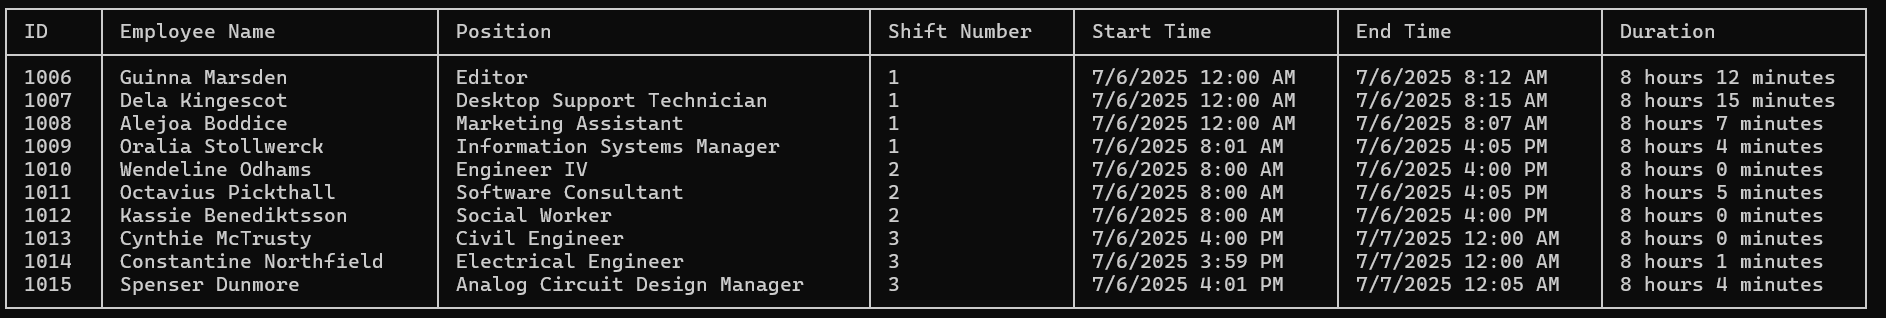 ID Employee Name Position Shift Number Start Time End Time Duration
1006 Guinna Marsden Editor 1 7/6/2025 12:00 AM 7/6/2025 8:12 AM 8 hours 12 minutes
1007 Dela Kingescot Desktop Support Technician 1 7/6/2025 12:00 AM 7/6/2025 8:15 AM 8 hours 15 minutes
1008 Alejoa Boddice Marketing Assistant 1 7/6/2025 12:00 AM 7/6/2025 8:07 AM 8 hours 7 minutes
1009 Oralia Stollwerck Information Systems Manager 1 7/6/2025 8:01 AM 7/6/2025 4:05 PM 8 hours 4 minutes
1010 Wendeline Odhams Engineer IV 2 7/6/2025 8:00 AM 7/6/2025 4:00 PM 8 hours 0 minutes
1011 Octavius Pickthall Software Consultant 2 7/6/2025 8:00 AM 7/6/2025 4:05 PM 8 hours 5 minutes
1012 Kassie Benediktsson Social Worker 2 7/6/2025 8:00 AM 7/6/2025 4:00 PM 8 hours 0 minutes
1013 Cynthie McTrusty Civil Engineer 3 7/6/2025 4:00 PM 7/7/2025 12:00 AM 8 hours 0 minutes
1014 Constantine Northfield Electrical Engineer 3 7/6/2025 3:59 PM 7/7/2025 12:00 AM 8 hours 1 minutes
1015 Spenser Dunmore Analog Circuit Design Manager 3 7/6/2025 4:01 PM 7/7/2025 12:05 AM 8 hours 4 minutes